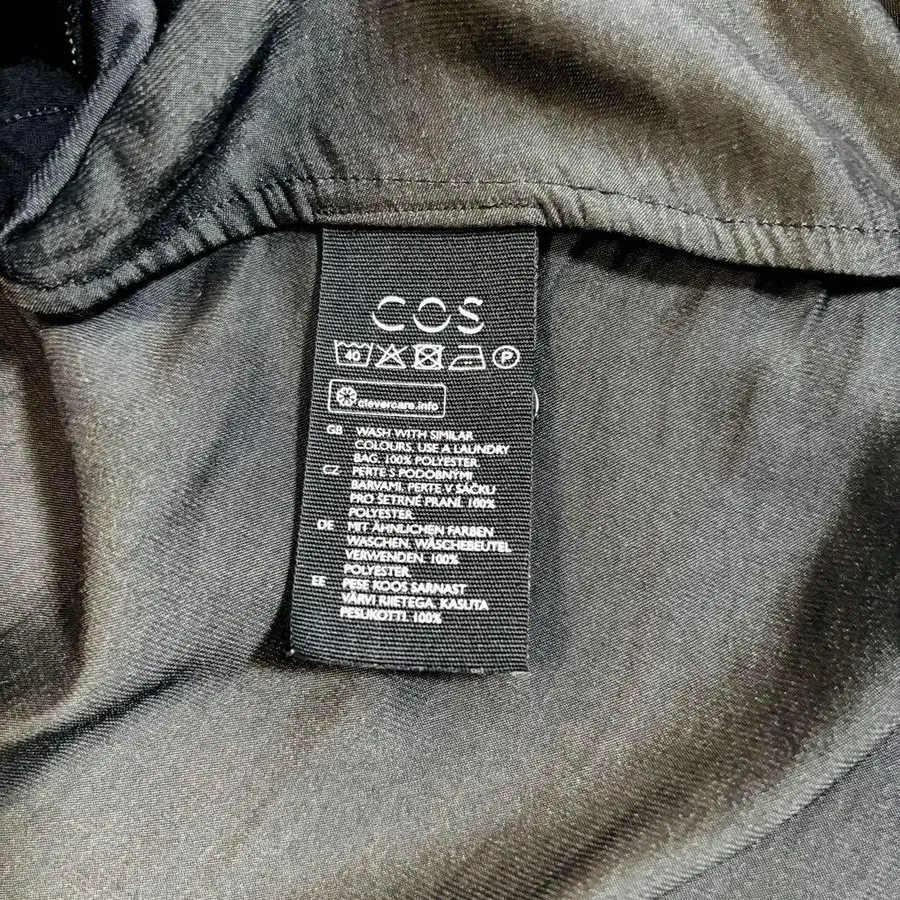 COS
40 P
clevercare.info
GB WASH WITH SIMILAR
COLOURS. USE A LAUNDRY
BAG. 100% POLYESTER.
CZ PERTE S PODOBNÝMI
BARVAMI. PERTE V SÁČKU
PRO ŠETRNÉ PRANÍ. 100%
POLYESTER.
DE MIT ÄHNLICHEN FARBEN
WASCHEN. WÄSCHEBEUTEL
VERWENDEN. 100%
POLYESTER.
EE PESE KOOS SARNAST
VÄRVI RIIETEGA. KASUTA
PESUKOTTI. 100%